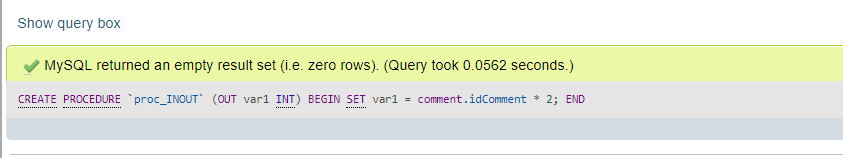 Show query box
MySQL returned an empty result set (i.e. zero rows). (Query took 0.0562 seconds.)
CREATE PROCEDURE `proc_INOUT` (OUT var1 INT) BEGIN SET var1 = comment.idComment * 2; END